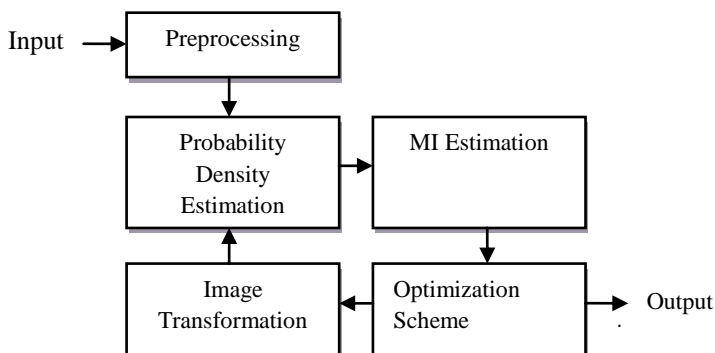 Input
Preprocessing
Probability
Density
Estimation
MI Estimation
Image
Transformation
Optimization
Scheme
Output
.